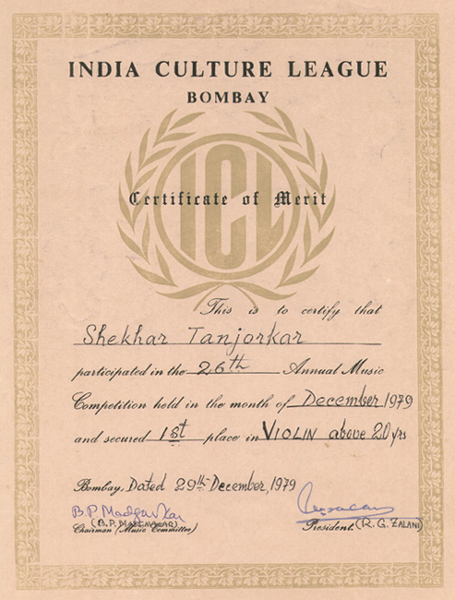 INDIA CULTURE LEAGUE
BOMBAY
ICL
Certificate of Merit
This is to certify that
Shekhar Tanjorkar
participated in the 26th Annual Music
Competition held in the month of December 1979
and secured 1st place in VIOLIN above 20 yrs
Bombay, Dated 29th December, 1979
B.P Madgavkar
(B.P. MADGAVKAR)
Chairman (Music Committee)
President. (R.G. ZALANI)